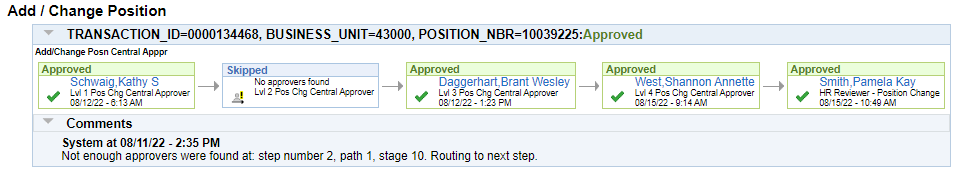 Add / Change Position
TRANSACTION_ID=0000134468, BUSINESS_UNIT=43000, POSITION_NBR=10039225:Approved
Add/Change Posn Central Apppr
Approved
Schwaig,Kathy S
Lvl 1 Pos Chg Central Approver
08/12/22 - 6:13 AM
Skipped
No approvers found
Lvl 2 Pos Chg Central Approver
Approved
Daggerhart,Brant Wesley
Lvl 3 Pos Chg Central Approver
08/12/22 - 1:23 PM
Approved
West,Shannon Annette
Lvl 4 Pos Chg Central Approver
08/15/22 - 9:14 AM
Approved
Smith,Pamela Kay
HR Reviewer - Position Change
08/15/22 - 10:49 AM
Comments
System at 08/11/22 - 2:35 PM
Not enough approvers were found at: step number 2, path 1, stage 10. Routing to next step.